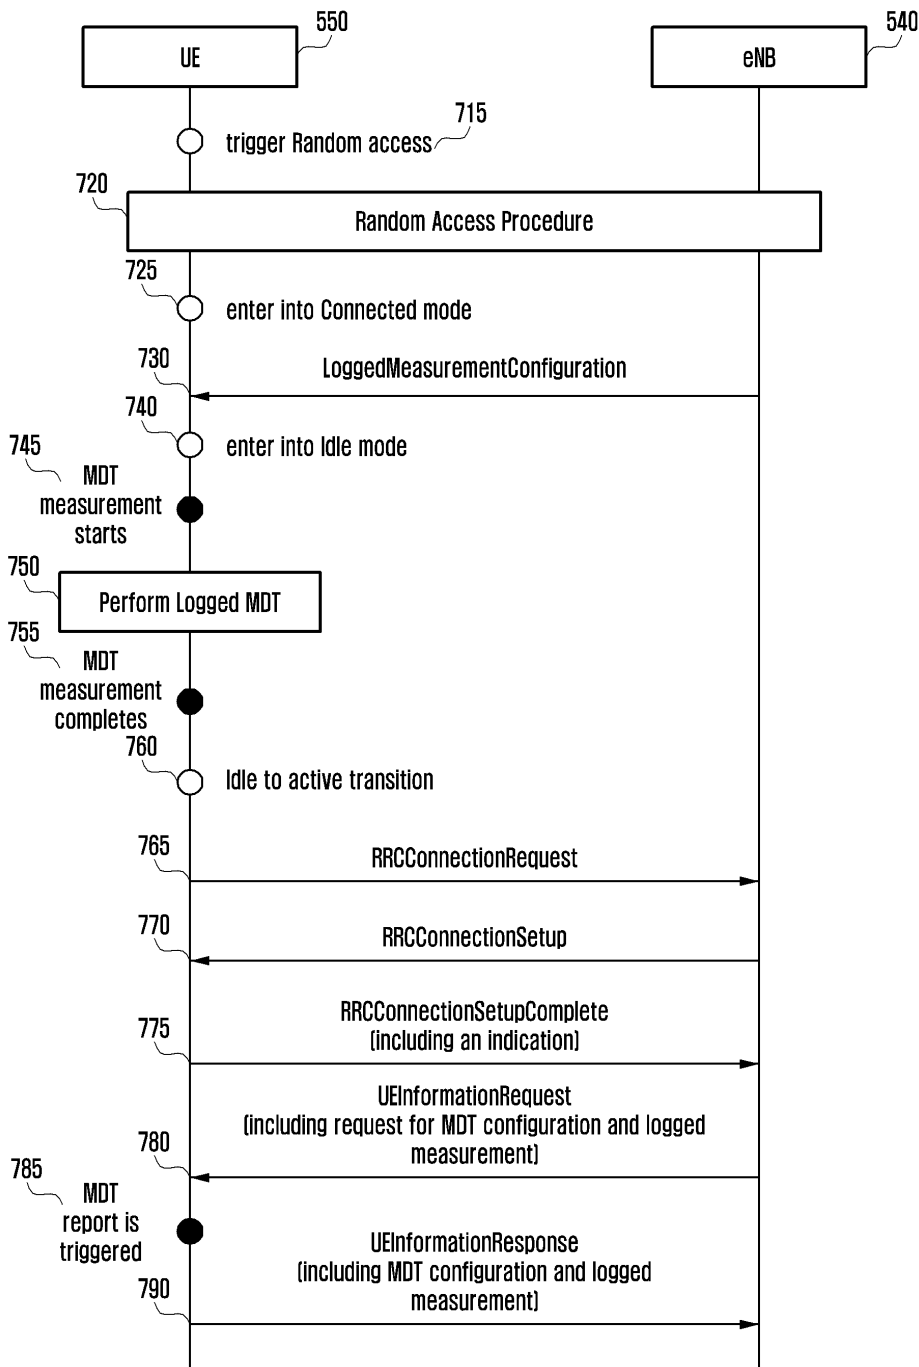 550
540
UE
eNB
715
trigger Random access
720
Random Access Procedure
725
enter into Connected mode
730
LoggedMeasurementConfiguration
740
enter into Idle mode
745
MDT
measurement
starts
750
Perform Logged MDT
755
MDT
measurement
completes
760
Idle to active transition
765
RRCConnectionRequest
770
RRCConnectionSetup
775
RRCConnectionSetupComplete
(including an indication)
780
UEInformationRequest
(including request for MDT configuration and logged
measurement)
785
MDT
report is
triggered
UEInformationResponse
(including MDT configuration and logged
measurement)
790